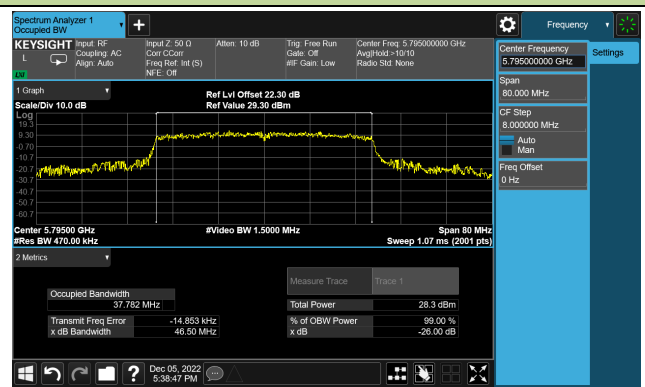 Spectrum Analyzer 1
Occupied BW
Frequency
KEYSIGHT
Input: RF
Input Z: 50 Ω
Atten: 10 dB
Trig: Free Run
Center Freq: 5.795000000 GHz
L
Coupling: AC
Corr CCorr
Gate: Off
Avg|Hold:>10/10
Align: Auto
Freq Ref: Int (S)
#IF Gain: Low
Radio Std: None
NFE: Off
LXI
Center Frequency
5.795000000 GHz
Settings
Span
80.000 MHz
CF Step
8.000000 MHz
Auto
Man
Freq Offset
0 Hz
1 Graph
Ref Lvl Offset 22.30 dB
Scale/Div 10.0 dB
Ref Value 29.30 dBm
Log
19.3
9.30
-0.70
-10.7
-20.7
-30.7
-40.7
-50.7
-60.7
Center 5.79500 GHz
#Video BW 1.5000 MHz
Span 80 MHz
#Res BW 470.00 kHz
Sweep 1.07 ms (2001 pts)
2 Metrics
Measure Trace
Trace 1
Occupied Bandwidth
37.782 MHz
Total Power
28.3 dBm
Transmit Freq Error
-14.853 kHz
% of OBW Power
99.00 %
x dB Bandwidth
46.50 MHz
x dB
-26.00 dB
?
Dec 05, 2022
5:38:47 PM